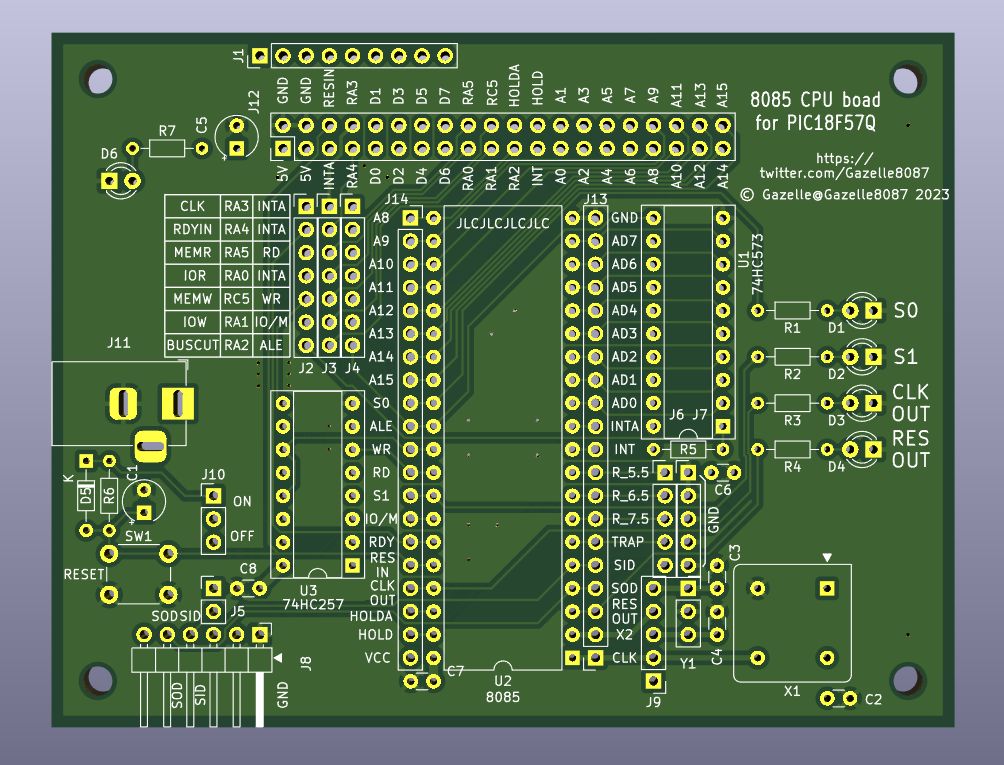 J1
GND GND RESIN RA3 D1 D3 D5 D7 RA5 RC5 HOLDA HOLD A1 A3 A5 A7 A9 A11 A13 A15
J12
8085 CPU boad
for PIC18F57Q
R7
C5
+
D6
5V 5V INTA RA4 D0 D2 D4 D6 RA0 RA1 RA2 INT A0 A2 A4 A6 A8 A10 A12 A14
https://
twitter.com/Gazelle8087
© Gazelle@Gazelle8087 2023
CLK RA3 INTA
RDYIN RA4 INTA
MEMR RA5 RD
IOR RA0 INTA
MEMW RC5 WR
IOW RA1 IO/M
BUSCUT RA2 ALE
J2 J3 J4
J14
JLCJLCJLCJLC
J13
A8
A9
A10
A11
A12
A13
A14
A15
S0
ALE
WR
RD
S1
IO/M
RDY
RES
IN
CLK
OUT
HOLDA
HOLD
VCC
GND
AD7
AD6
AD5
AD4
AD3
AD2
AD1
AD0
INTA
INT
R_5.5
R_6.5
R_7.5
TRAP
SID
SOD
RES
OUT
X2
CLK
U1
74HC573
R1 D1 S0
R2 D2 S1
R3 D3 CLK
OUT
R4 D4 RES
OUT
J6 J7
R5
C6
GND
C3
C4
Y1
J9
X1
C2
J11
K
D5
R6
C1
+
J10
ON
OFF
SW1
RESET
C8
U3
74HC257
J5
SODSID
J8
SOD
SID
GND
C7
U2
8085